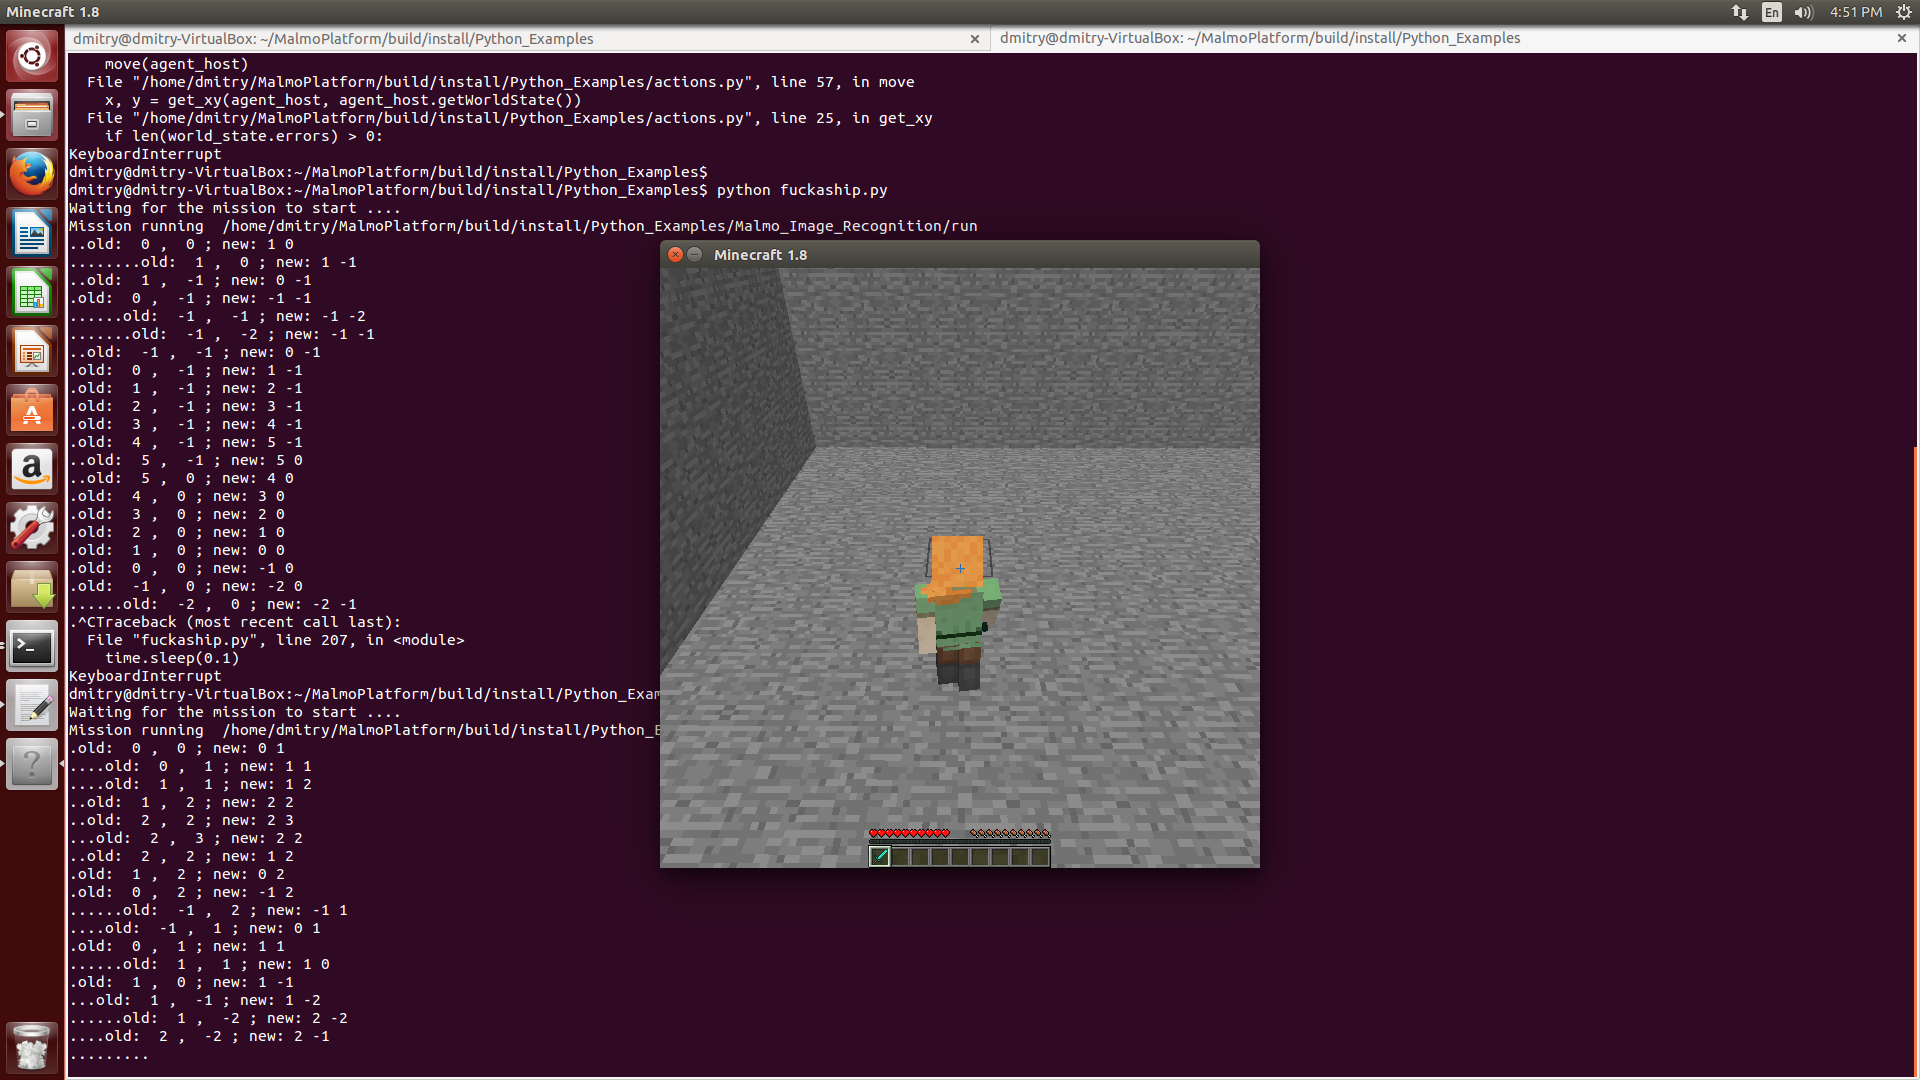 Minecraft 1.8
En
4:51 PM
dmitry@dmitry-VirtualBox: ~/MalmoPlatform/build/install/Python_Examples
dmitry@dmitry-VirtualBox: ~/MalmoPlatform/build/install/Python_Examples
move(agent_host)
File "/home/dmitry/MalmoPlatform/build/install/Python_Examples/actions.py", line 57, in move
x, y = get_xy(agent_host, agent_host.getWorldState())
File "/home/dmitry/MalmoPlatform/build/install/Python_Examples/actions.py", line 25, in get_xy
if len(world_state.errors) > 0:
KeyboardInterrupt
dmitry@dmitry-VirtualBox:~/MalmoPlatform/build/install/Python_Examples$
dmitry@dmitry-VirtualBox:~/MalmoPlatform/build/install/Python_Examples$ python fuckaship.py
Waiting for the mission to start ....
Mission running  /home/dmitry/MalmoPlatform/build/install/Python_Examples/Malmo_Image_Recognition/run
..old:  0 ,  0 ; new: 1 0
........old:  1 ,  0 ; new: 1 -1
..old:  1 ,  -1 ; new: 0 -1
.old:  0 ,  -1 ; new: -1 -1
......old:  -1 ,  -1 ; new: -1 -2
.......old:  -1 ,  -2 ; new: -1 -1
..old:  -1 ,  -1 ; new: 0 -1
.old:  0 ,  -1 ; new: 1 -1
.old:  1 ,  -1 ; new: 2 -1
.old:  2 ,  -1 ; new: 3 -1
.old:  3 ,  -1 ; new: 4 -1
.old:  4 ,  -1 ; new: 5 -1
..old:  5 ,  -1 ; new: 5 0
..old:  5 ,  0 ; new: 4 0
.old:  4 ,  0 ; new: 3 0
.old:  3 ,  0 ; new: 2 0
.old:  2 ,  0 ; new: 1 0
.old:  1 ,  0 ; new: 0 0
.old:  0 ,  0 ; new: -1 0
.old:  -1 ,  0 ; new: -2 0
......old:  -2 ,  0 ; new: -2 -1
.^CTraceback (most recent call last):
File "fuckaship.py", line 207, in <module>
time.sleep(0.1)
KeyboardInterrupt
dmitry@dmitry-VirtualBox:~/MalmoPlatform/build/install/Python_Exam
Waiting for the mission to start ....
Mission running  /home/dmitry/MalmoPlatform/build/install/Python_E
.old:  0 ,  0 ; new: 0 1
....old:  0 ,  1 ; new: 1 1
....old:  1 ,  1 ; new: 1 2
..old:  1 ,  2 ; new: 2 2
..old:  2 ,  2 ; new: 2 3
...old:  2 ,  3 ; new: 2 2
..old:  2 ,  2 ; new: 1 2
.old:  1 ,  2 ; new: 0 2
.old:  0 ,  2 ; new: -1 2
......old:  -1 ,  2 ; new: -1 1
....old:  -1 ,  1 ; new: 0 1
.old:  0 ,  1 ; new: 1 1
......old:  1 ,  1 ; new: 1 0
.old:  1 ,  0 ; new: 1 -1
...old:  1 ,  -1 ; new: 1 -2
......old:  1 ,  -2 ; new: 2 -2
....old:  2 ,  -2 ; new: 2 -1
.........
Minecraft 1.8